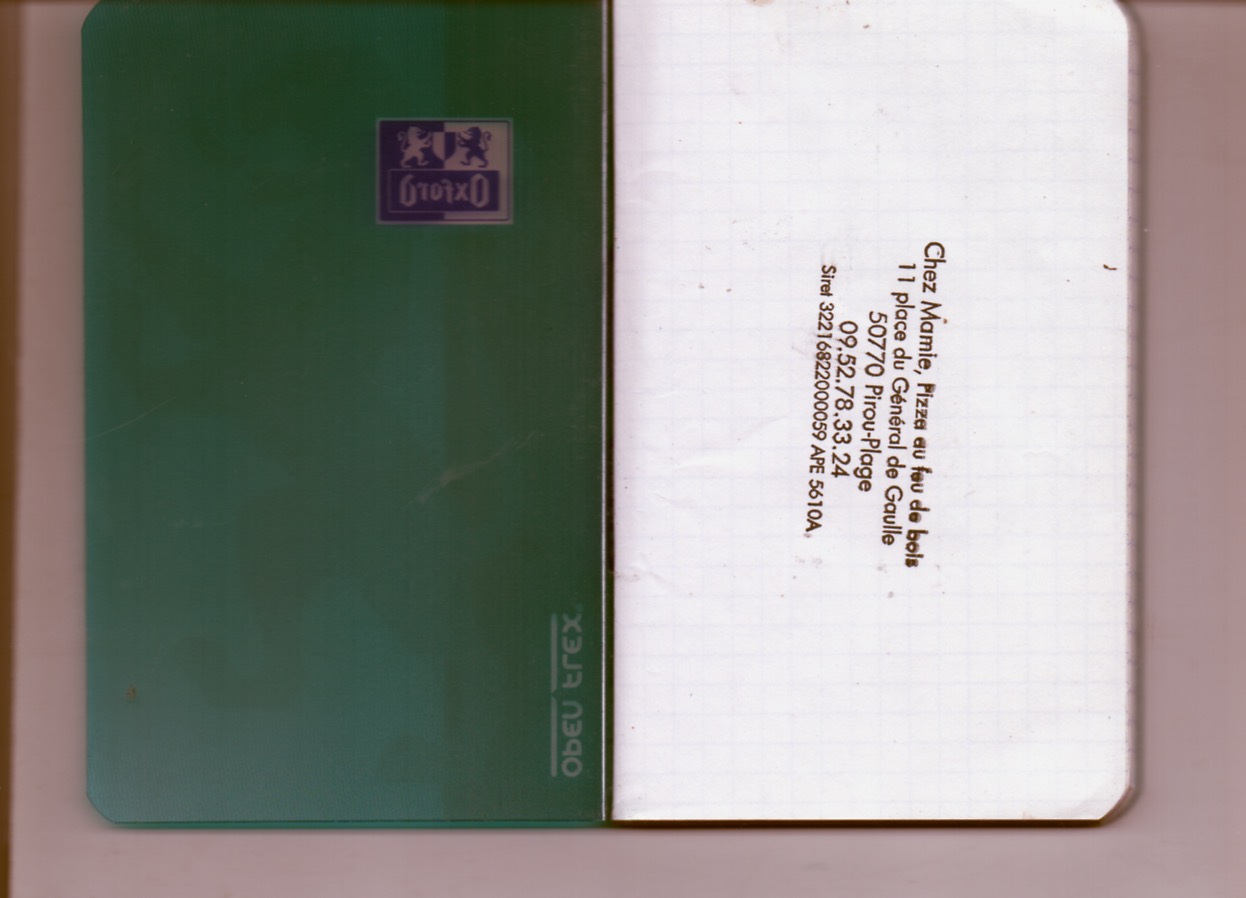 Oxford
OPEN FLEX
Chez Mamie, Pizza au feu de bois
11 place du Général de Gaulle
50770 Pirou-Plage
09.52.78.33.24
Siret 32216822000059 APE 5610A